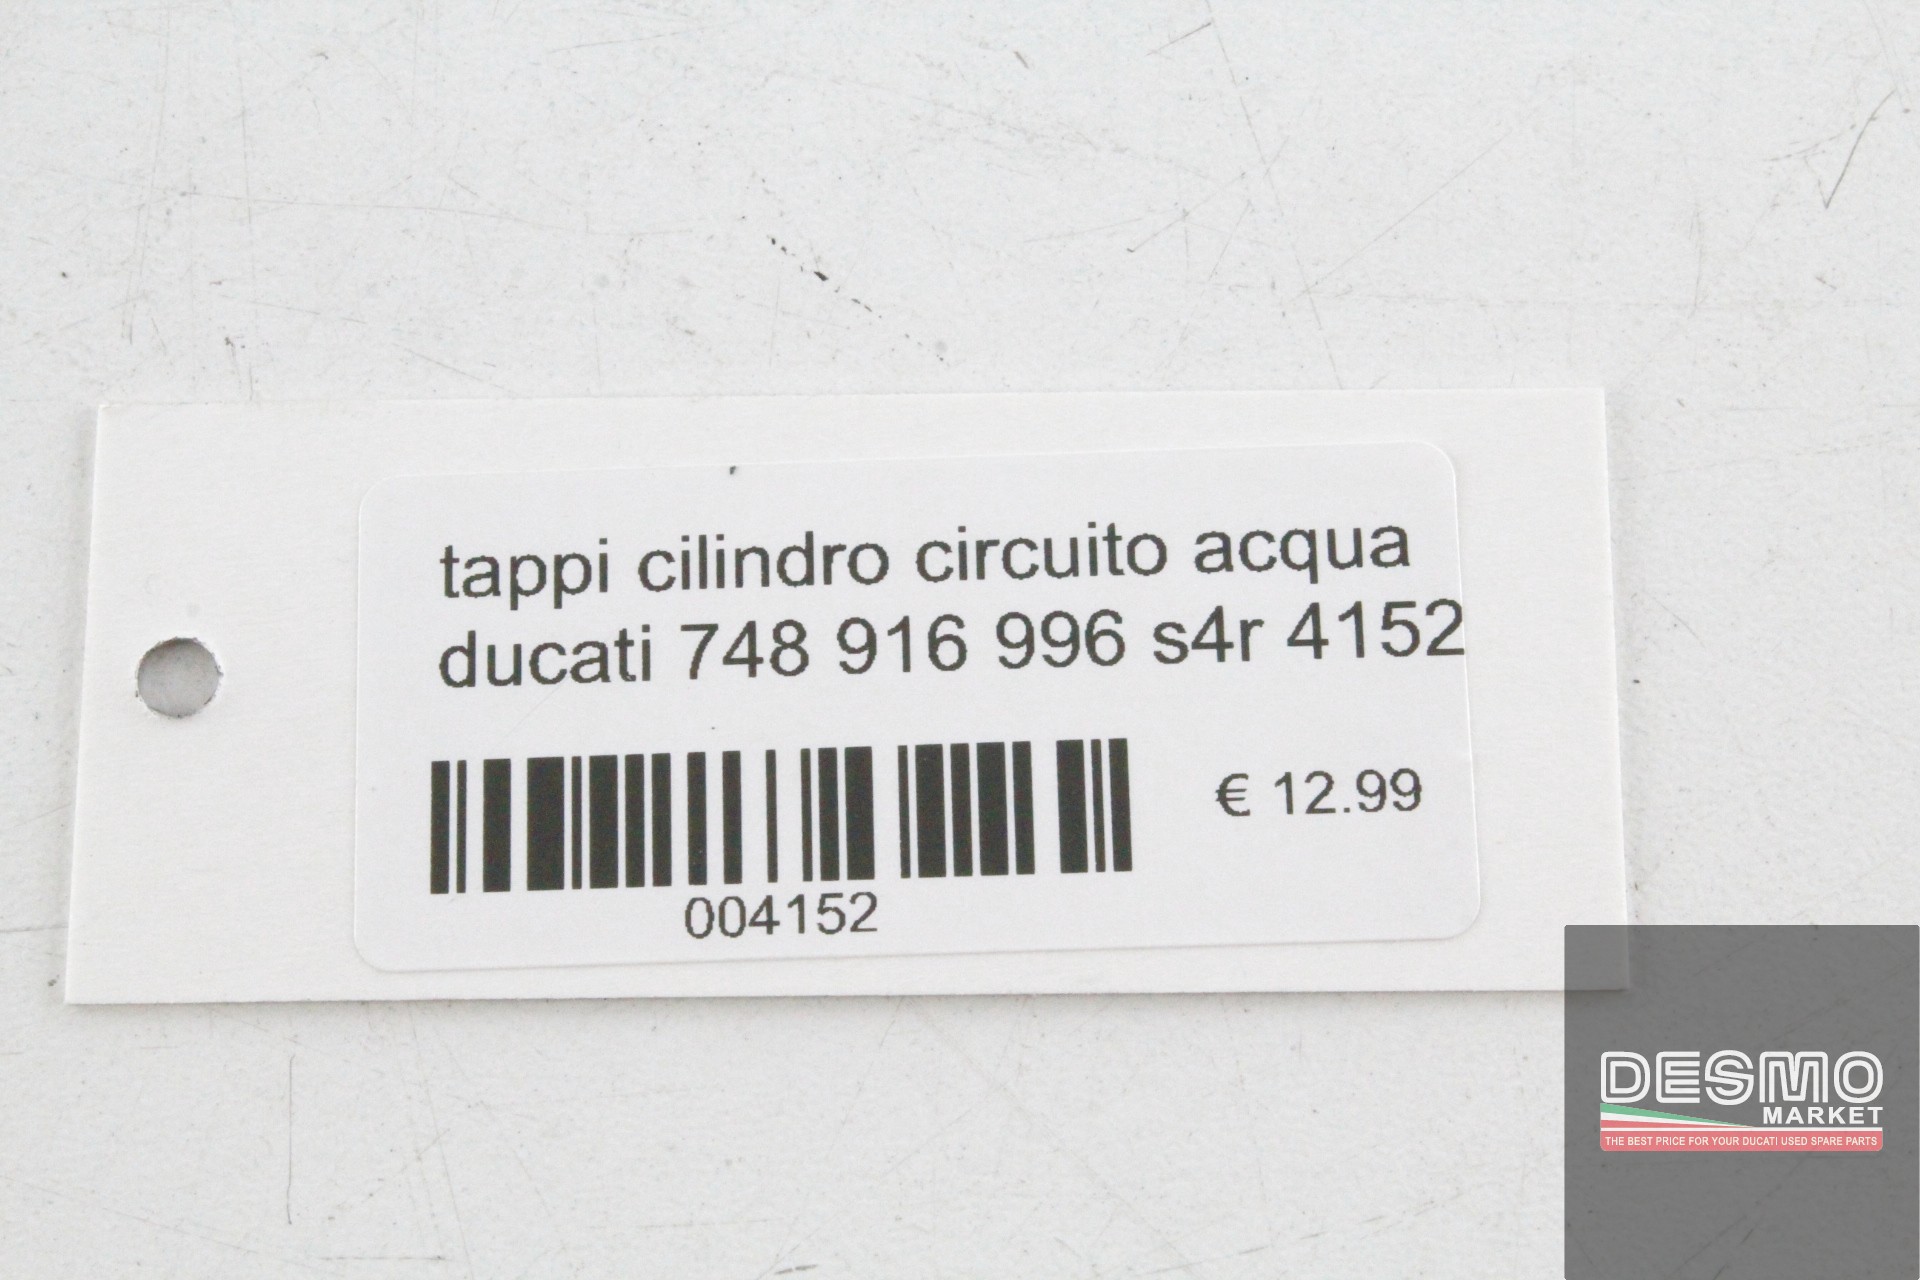 tappi cilindro circuito acqua
ducati 748 916 996 s4r 4152
€ 12.99
004152
DESMO
MARKET
THE BEST PRICE FOR YOUR DUCATI USED SPARE PARTS